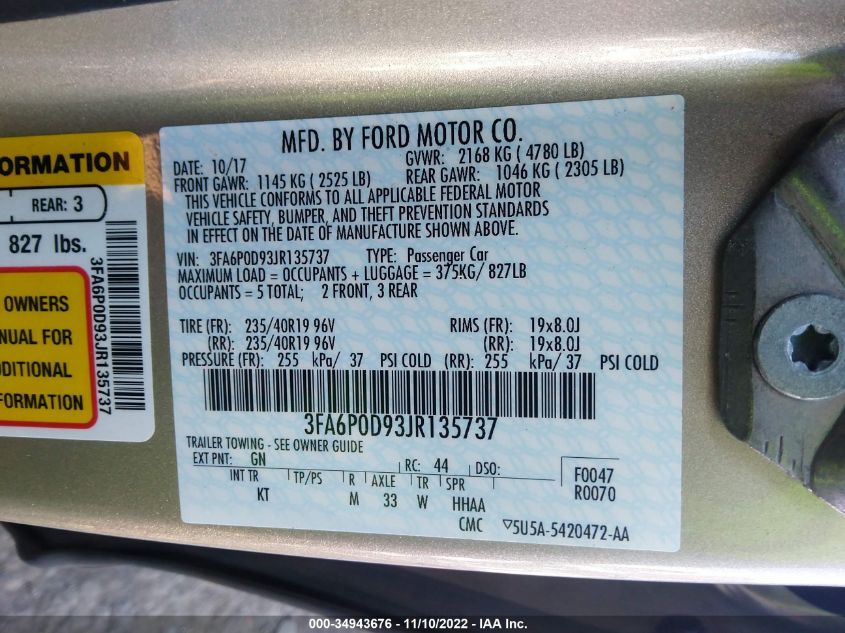 ORMATION
REAR: 3
827 lbs.
OWNERS
NUAL FOR
DDITIONAL
FORMATION
3FA6P0D93JR135737
MFD. BY FORD MOTOR CO.
DATE: 10/17 GVWR: 2168 KG ( 4780 LB)
FRONT GAWR: 1145 KG ( 2525 LB) REAR GAWR: 1046 KG ( 2305 LB)
THIS VEHICLE CONFORMS TO ALL APPLICABLE FEDERAL MOTOR
VEHICLE SAFETY, BUMPER, AND THEFT PREVENTION STANDARDS
IN EFFECT ON THE DATE OF MANUFACTURE SHOWN ABOVE.
VIN: 3FA6P0D93JR135737 TYPE: Passenger Car
MAXIMUM LOAD = OCCUPANTS + LUGGAGE = 375KG/ 827LB
OCCUPANTS = 5 TOTAL; 2 FRONT, 3 REAR
TIRE (FR): 235/40R19 96V RIMS (FR): 19x8.0J
(RR): 235/40R19 96V (RR): 19x8.0J
PRESSURE (FR): 255 kPa/ 37 PSI COLD (RR): 255 kPa/ 37 PSI COLD
3FA6P0D93JR135737
TRAILER TOWING - SEE OWNER GUIDE
EXT PNT: GN RC: 44 DSO: F0047
INT TR TP/PS R AXLE TR SPR R0070
KT M 33 W HHAA
CMC ▽5U5A-5420472-AA
000-34943676 — 11/10/2022 — IAA Inc.